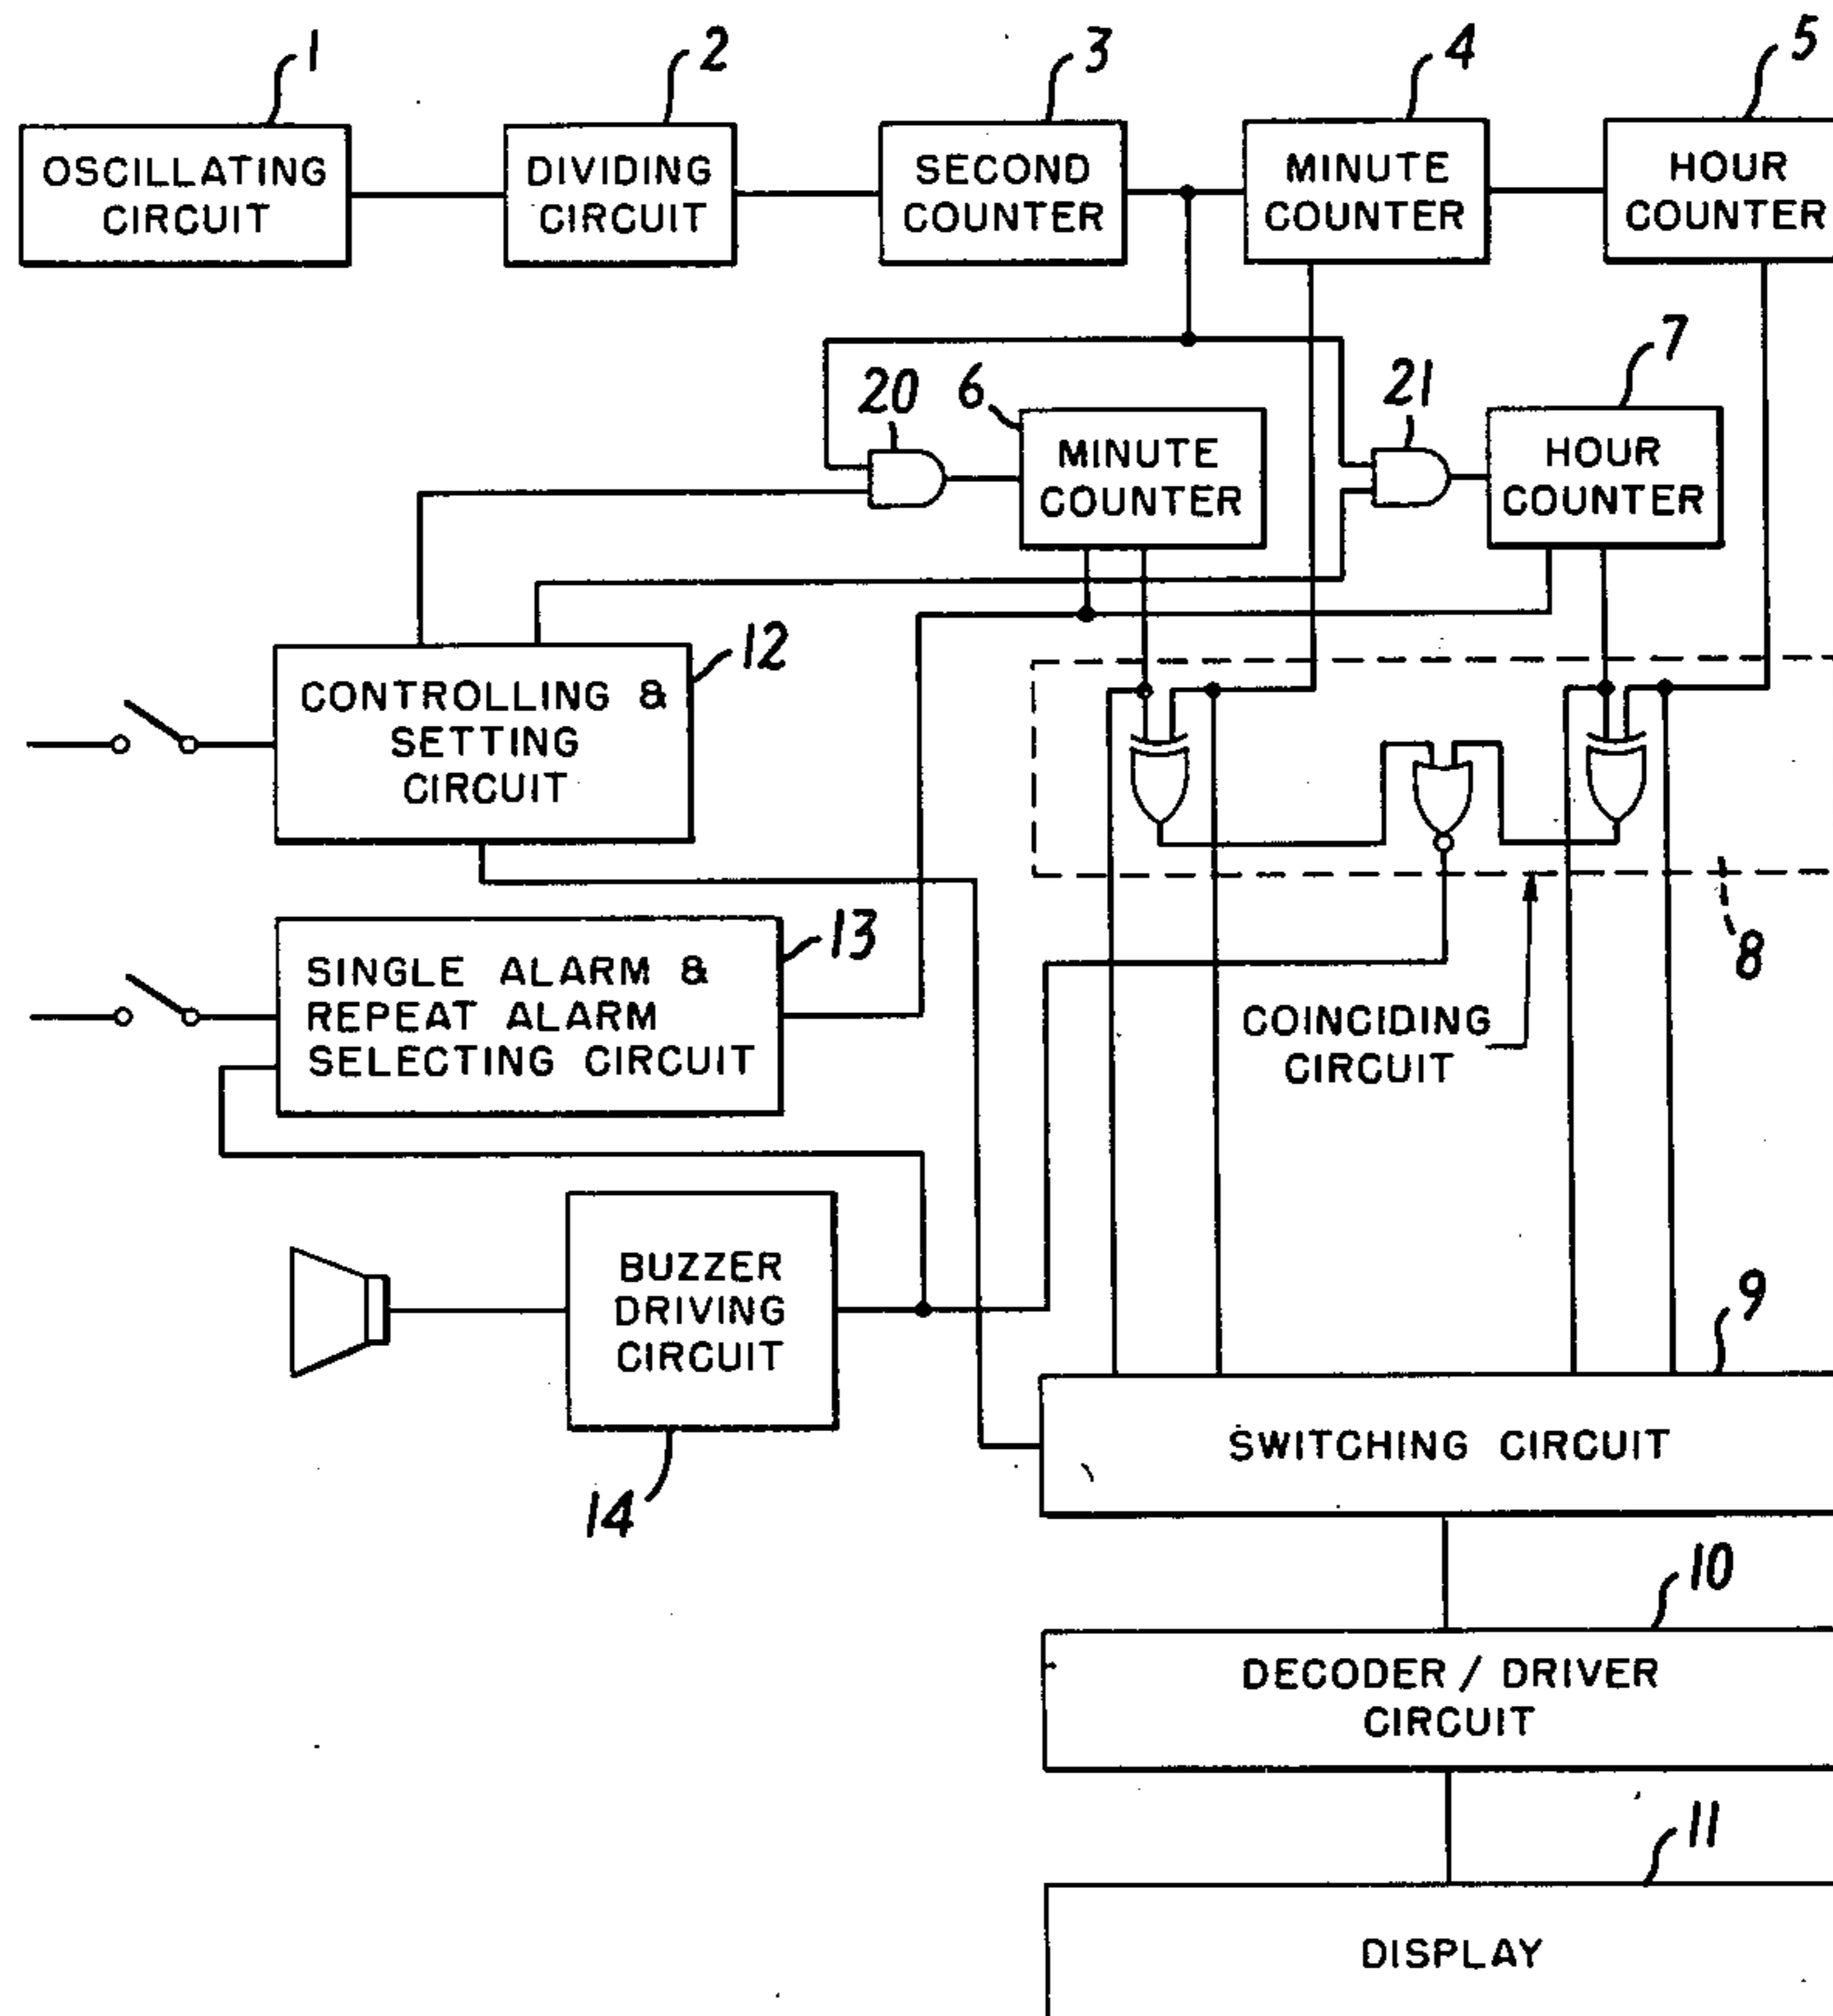 1
2
3
4
5
OSCILLATING
CIRCUIT
DIVIDING
CIRCUIT
SECOND
COUNTER
MINUTE
COUNTER
HOUR
COUNTER
20
6
21
7
MINUTE
COUNTER
HOUR
COUNTER
12
CONTROLLING &
SETTING
CIRCUIT
13
SINGLE ALARM &
REPEAT ALARM
SELECTING CIRCUIT
8
COINCIDING
CIRCUIT
BUZZER
DRIVING
CIRCUIT
14
9
SWITCHING CIRCUIT
10
DECODER / DRIVER
CIRCUIT
11
DISPLAY